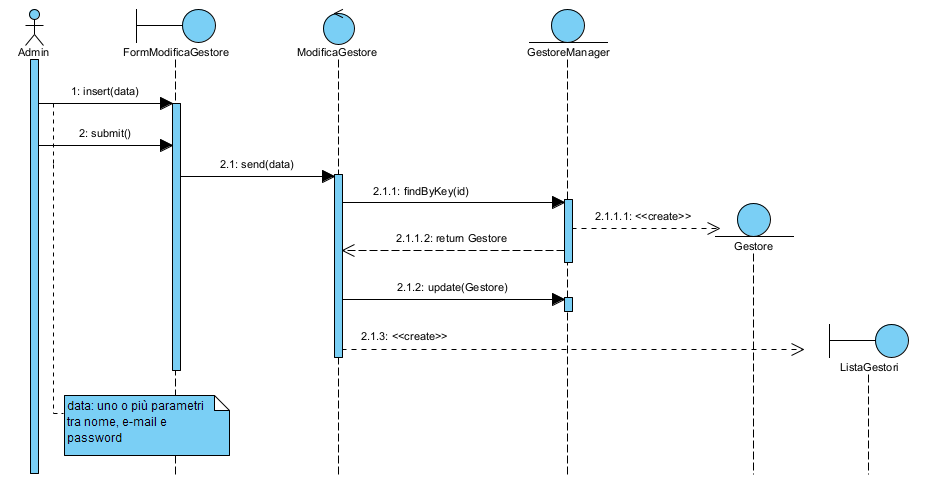 Admin
FormModificaGestore
ModificaGestore
GestoreManager
1: insert(data)
2: submit()
2.1: send(data)
2.1.1: findByKey(id)
2.1.1.1: <<create>>
2.1.1.2: return Gestore
Gestore
2.1.2: update(Gestore)
2.1.3: <<create>>
ListaGestori
data: uno o più parametri
tra nome, e-mail e
password